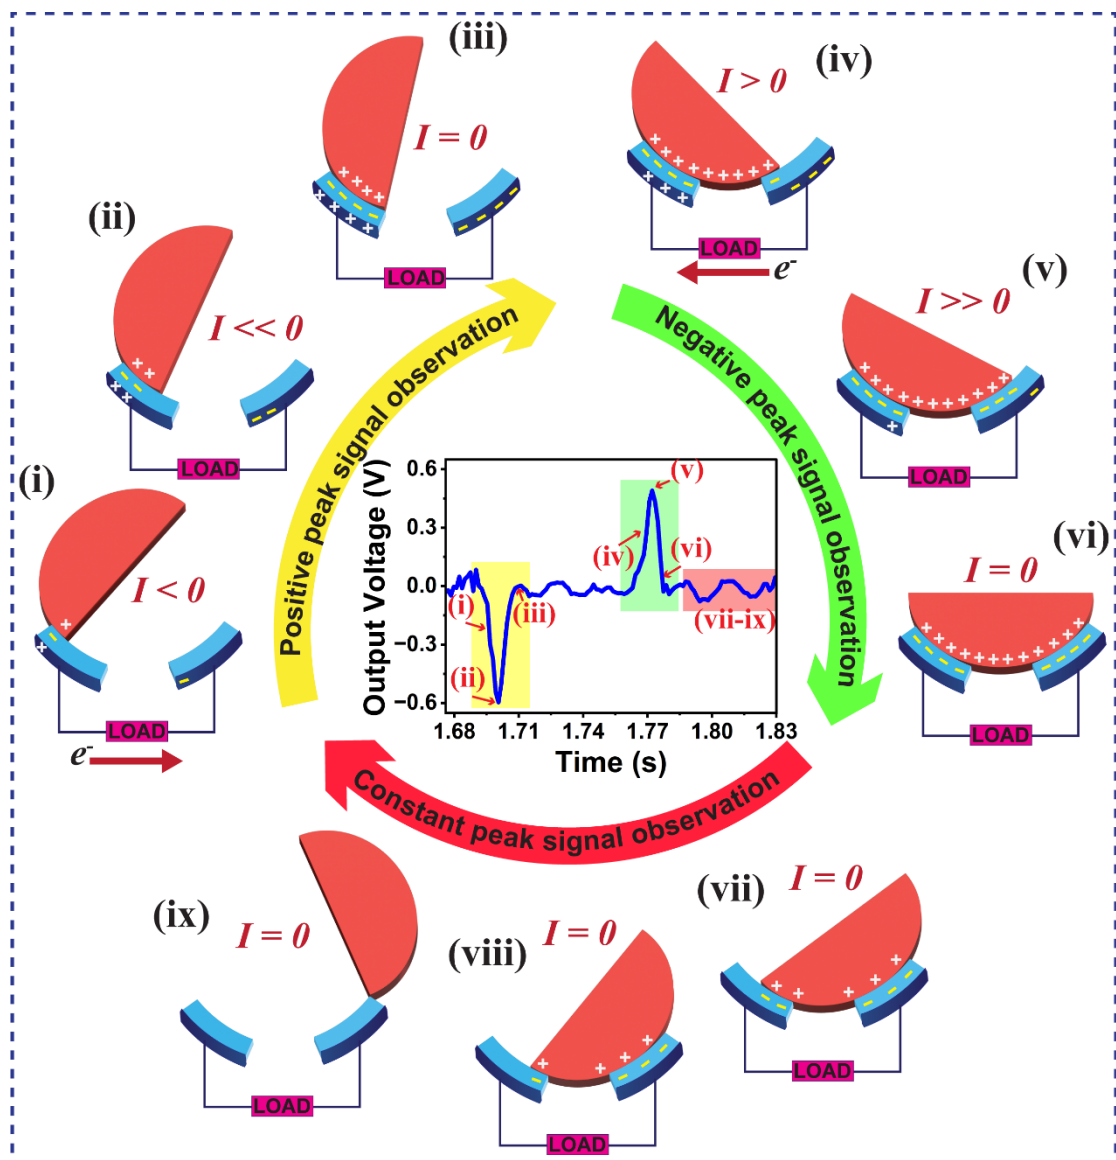 (iii)
I = 0
LOAD
(iv)
I > 0
LOAD
e-
(ii)
I << 0
LOAD
(v)
I >> 0
LOAD
(i)
I < 0
LOAD
e-
(vi)
I = 0
LOAD
Positive peak signal observation
Negative peak signal observation
Constant peak signal observation
Output Voltage (V)
0.6
0.3
0.0
−0.3
−0.6
1.68
1.71
1.74
1.77
1.80
1.83
Time (s)
(i)
(ii)
(iii)
(iv)
(v)
(vi)
(vii-ix)
(ix)
I = 0
LOAD
(viii)
I = 0
LOAD
(vii)
I = 0
LOAD